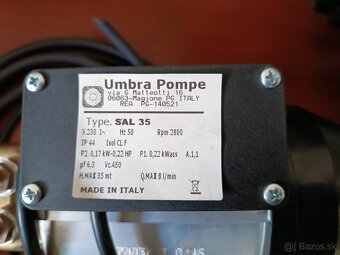 Umbra Pompe
via G.Matteotti 16
06063-Magione PG ITALY
REA PG-140521
Type. SAL 35
V.230 1~ Hz 50 Rpm 2800
IP 44 Isol CL F
P2. 0,17 kW-0,22 HP P1. 0,22 kWass A.1,1
µf 6,3 Vc.450
H.MAX 35 mt Q.MAX 8 l/min
MADE IN ITALY
bazos.sk